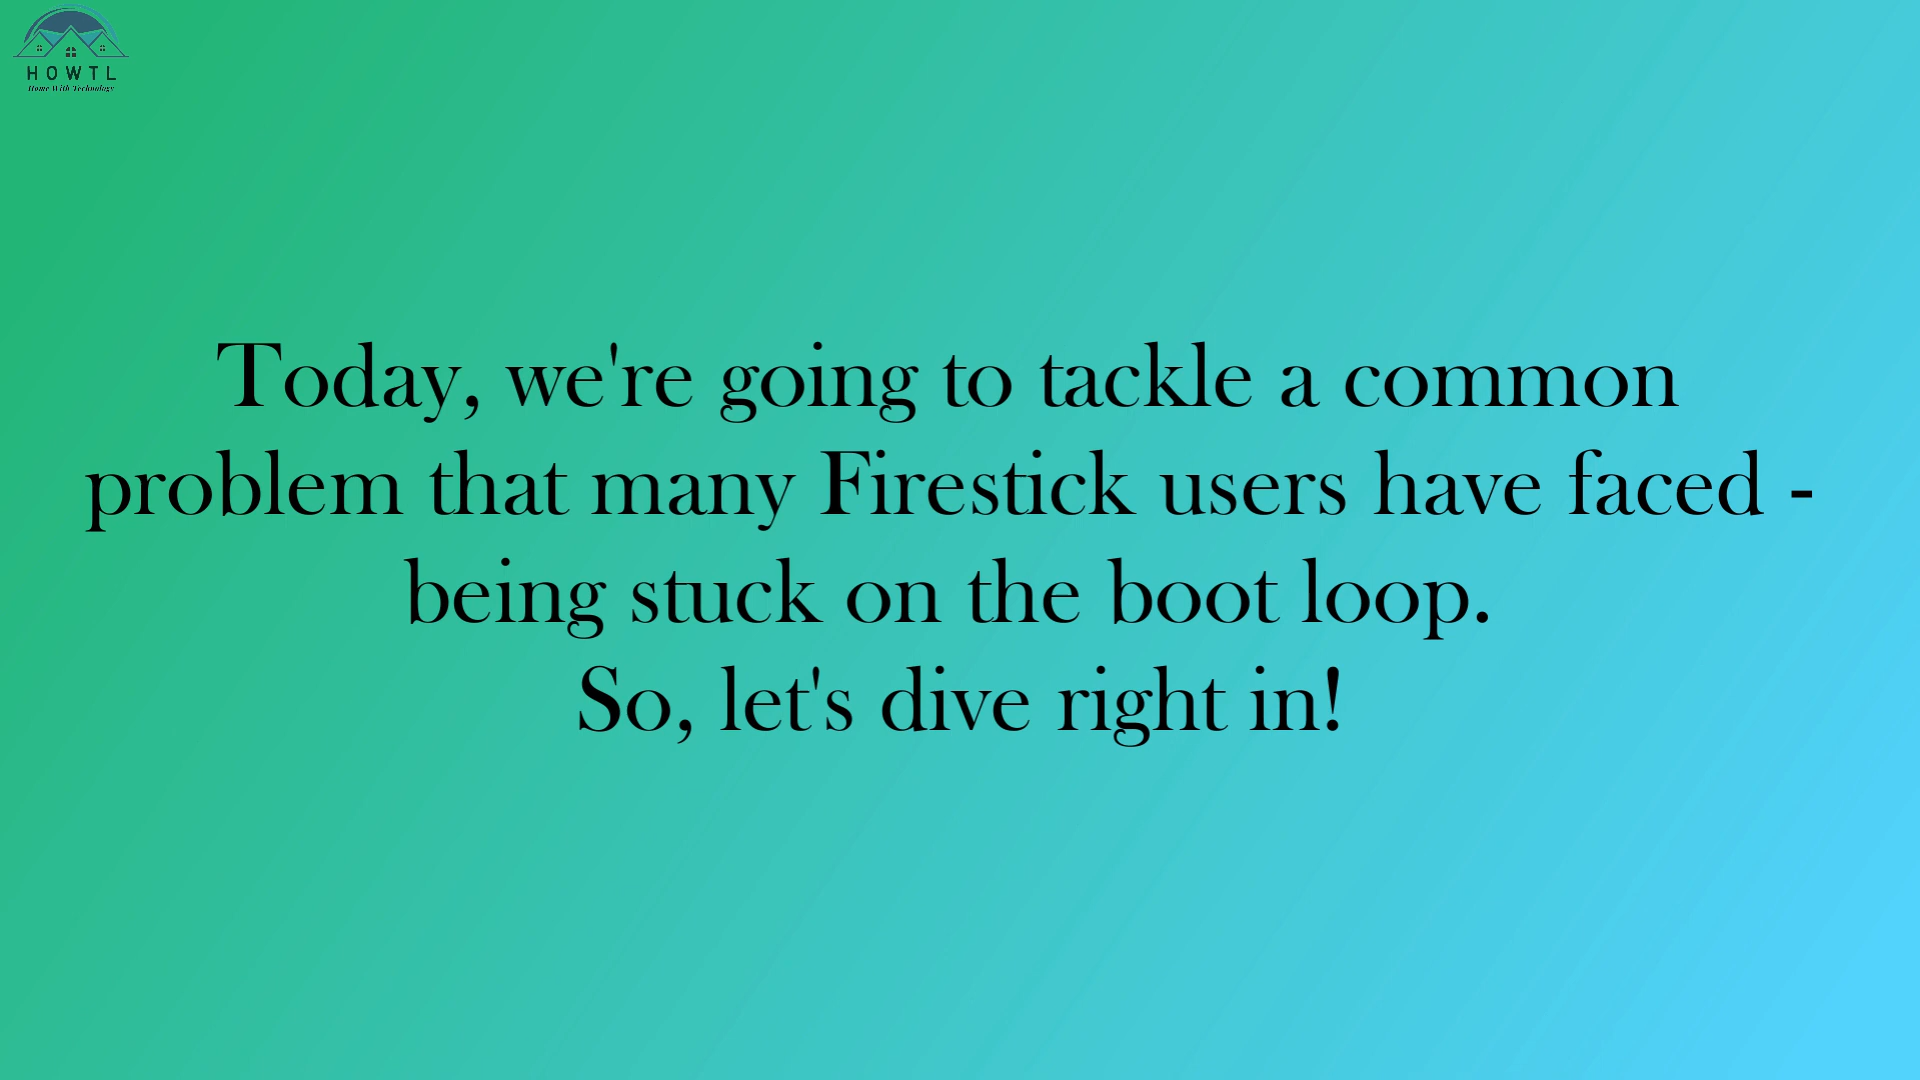 HOWTL
Home With Technology
Today, we're going to tackle a common
problem that many Firestick users have faced -
being stuck on the boot loop.
So, let's dive right in!